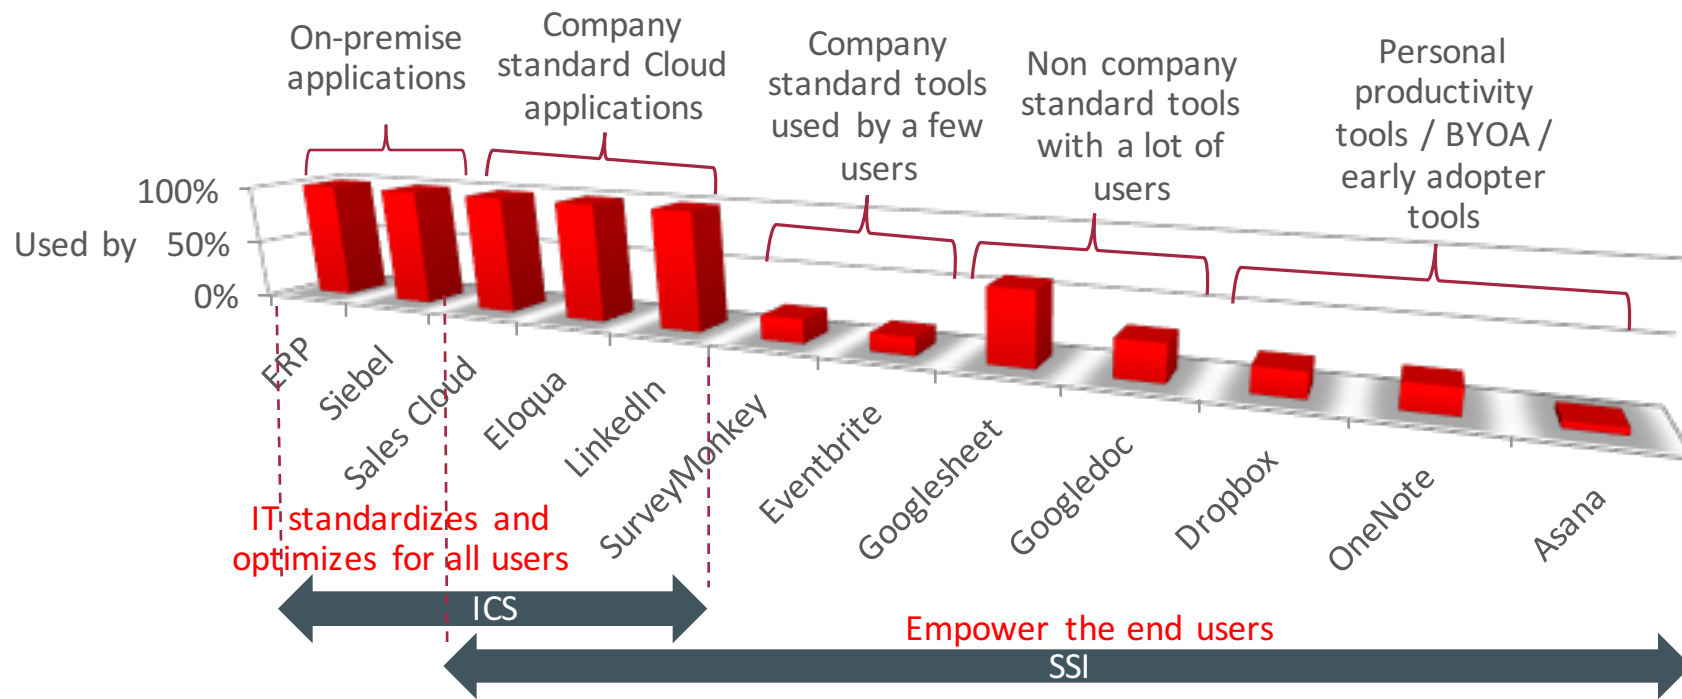 On-premise
applications
Company
standard Cloud
applications
Company
standard tools
used by a few
users
Non company
standard tools
with a lot of
users
Personal
productivity
tools / BYOA /
early adopter
tools
100%
Used by 50%
0%
ERP
Siebel
Sales Cloud
Eloqua
LinkedIn
SurveyMonkey
Eventbrite
Googlesheet
Googledoc
Dropbox
OneNote
Asana
IT standardizes and
optimizes for all users
ICS
Empower the end users
SSI